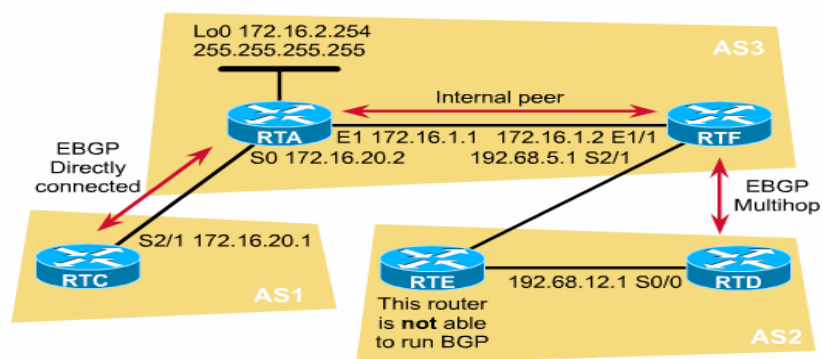 Lo0 172.16.2.254
255.255.255.255
AS3
Internal peer
RTA
E1 172.16.1.1
172.16.1.2 E1/1
RTF
S0 172.16.20.2
192.68.5.1 S2/1
EBGP
Directly
connected
EBGP
Multihop
S2/1 172.16.20.1
RTC
AS1
RTE
192.68.12.1 S0/0
RTD
This router
is not able
to run BGP
AS2